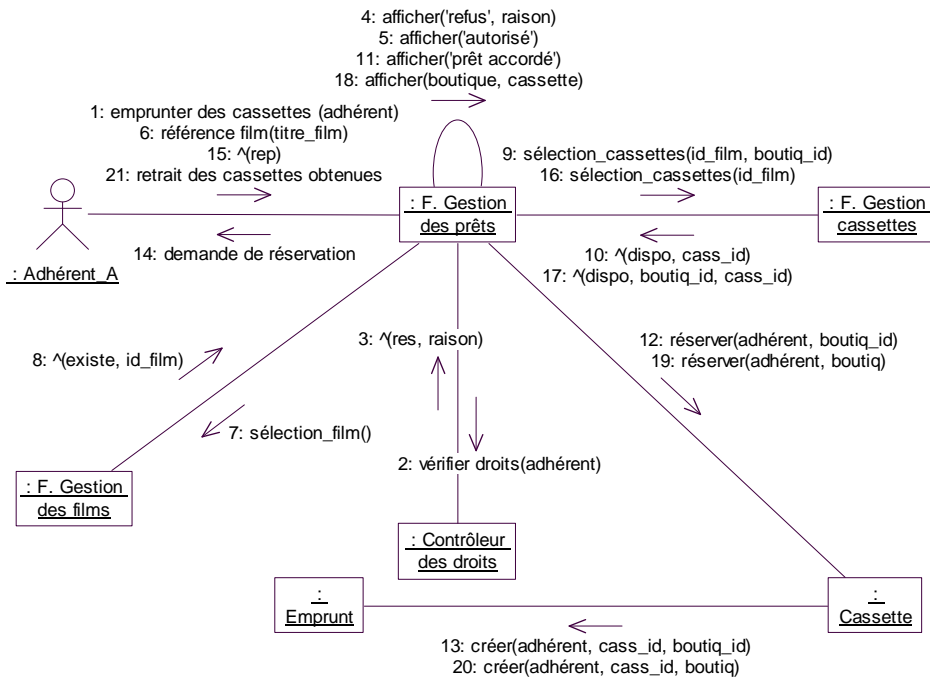 4: afficher('refus', raison)
5: afficher('autorisé')
11: afficher('prêt accordé')
18: afficher(boutique, cassette)
1: emprunter des cassettes (adhérent)
6: référence film(titre_film)
15: ^(rep)
21: retrait des cassettes obtenues
9: sélection_cassettes(id_film, boutiq_id)
16: sélection_cassettes(id_film)
: F. Gestion
des prêts
: F. Gestion
cassettes
14: demande de réservation
10: ^(dispo, cass_id)
17: ^(dispo, boutiq_id, cass_id)
: Adhérent_A
3: ^(res, raison)
12: réserver(adhérent, boutiq_id)
19: réserver(adhérent, boutiq)
8: ^(existe, id_film)
7: sélection_film()
2: vérifier droits(adhérent)
: F. Gestion
des films
: Contrôleur
des droits
:
Emprunt
:
Cassette
13: créer(adhérent, cass_id, boutiq_id)
20: créer(adhérent, cass_id, boutiq)